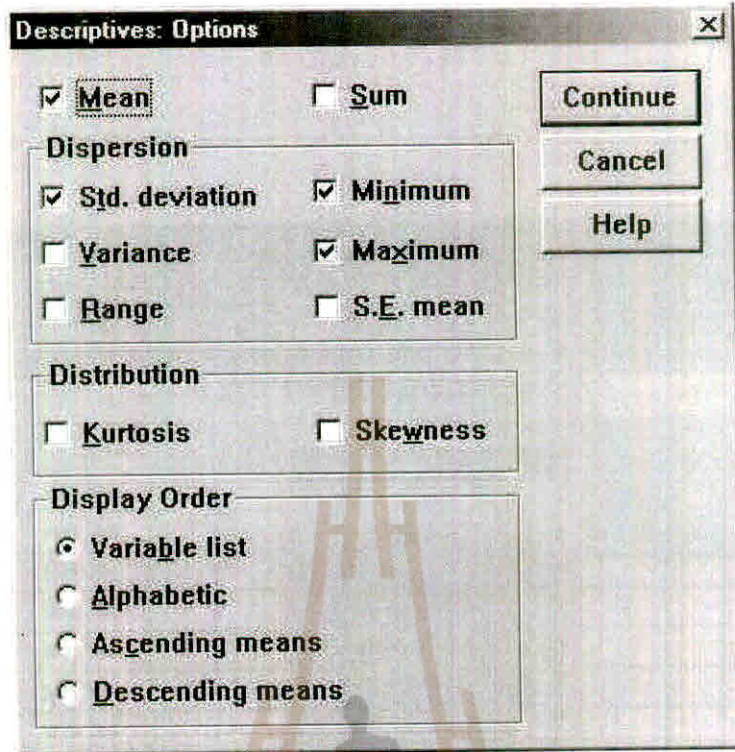 Descriptives: Options
Mean
Sum
Continue
Dispersion
Cancel
Std. deviation
Minimum
Help
Variance
Maximum
Range
S.E. mean
Distribution
Kurtosis
Skewness
Display Order
Variable list
Alphabetic
Ascending means
Descending means